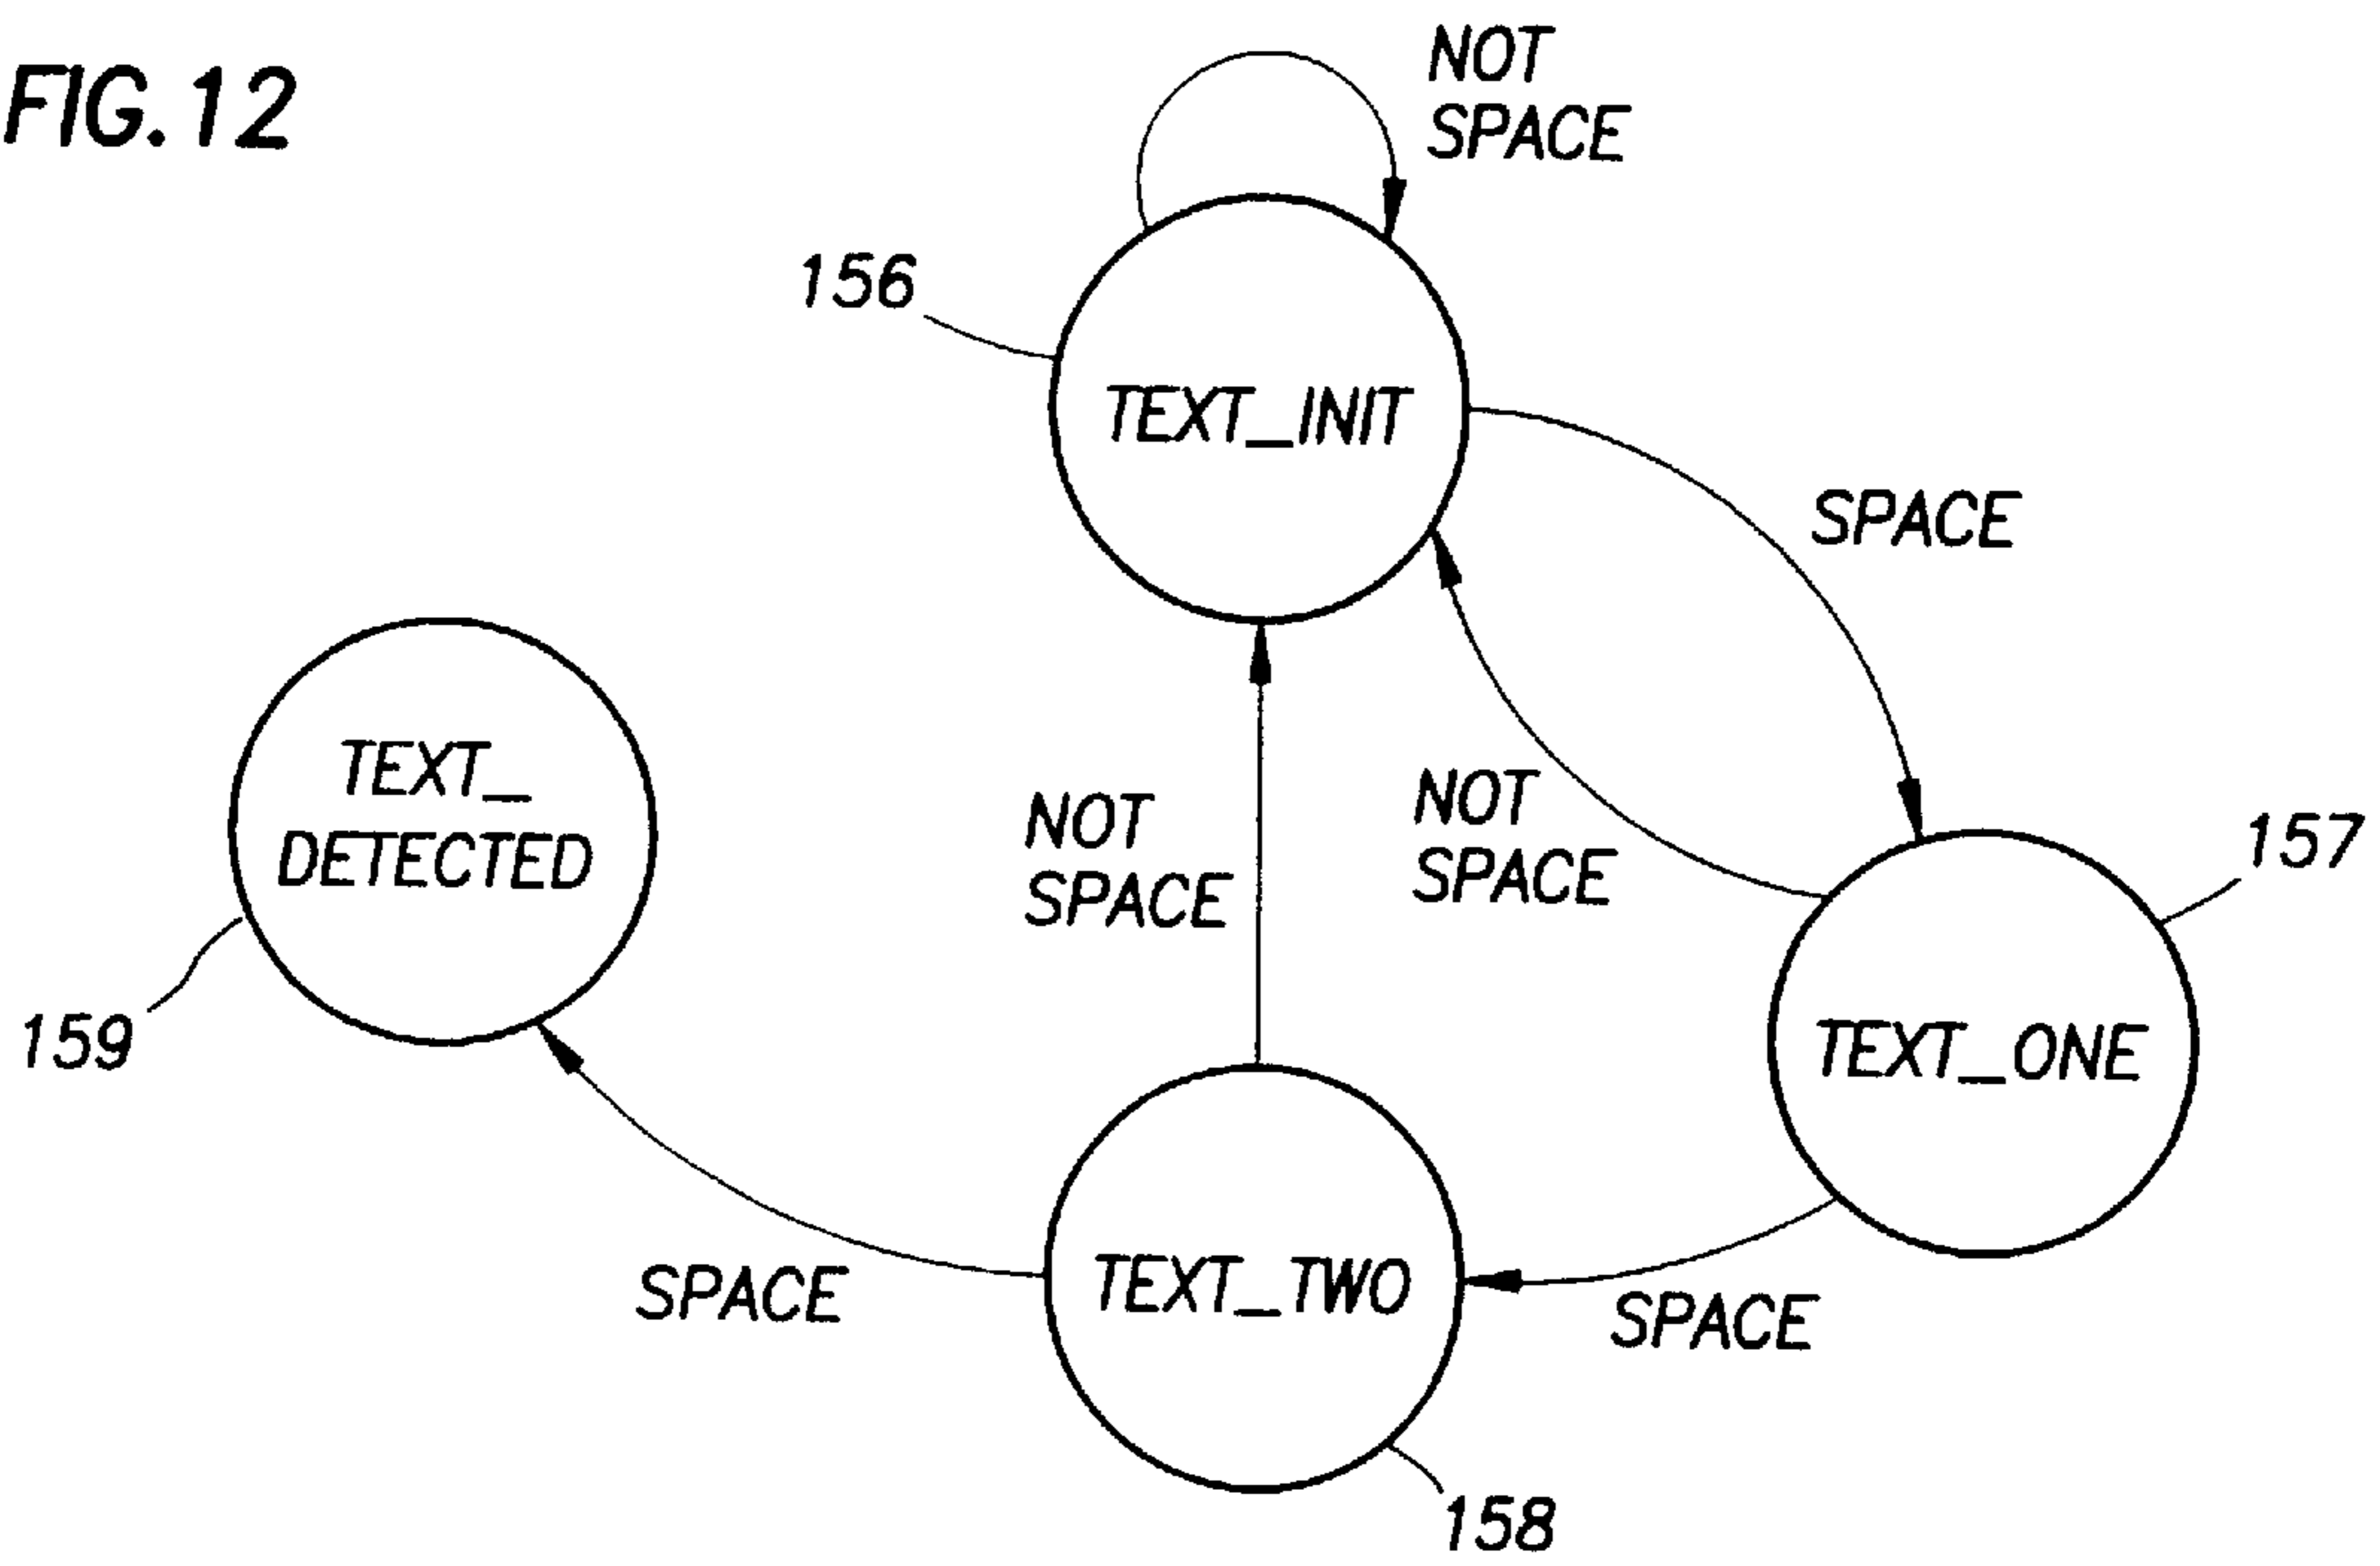 FIG.12
NOT
SPACE
156
TEXT_INIT
SPACE
TEXT_
DETECTED
159
NOT
SPACE
NOT
SPACE
157
TEXT_ONE
SPACE
TEXT_TWO
SPACE
158